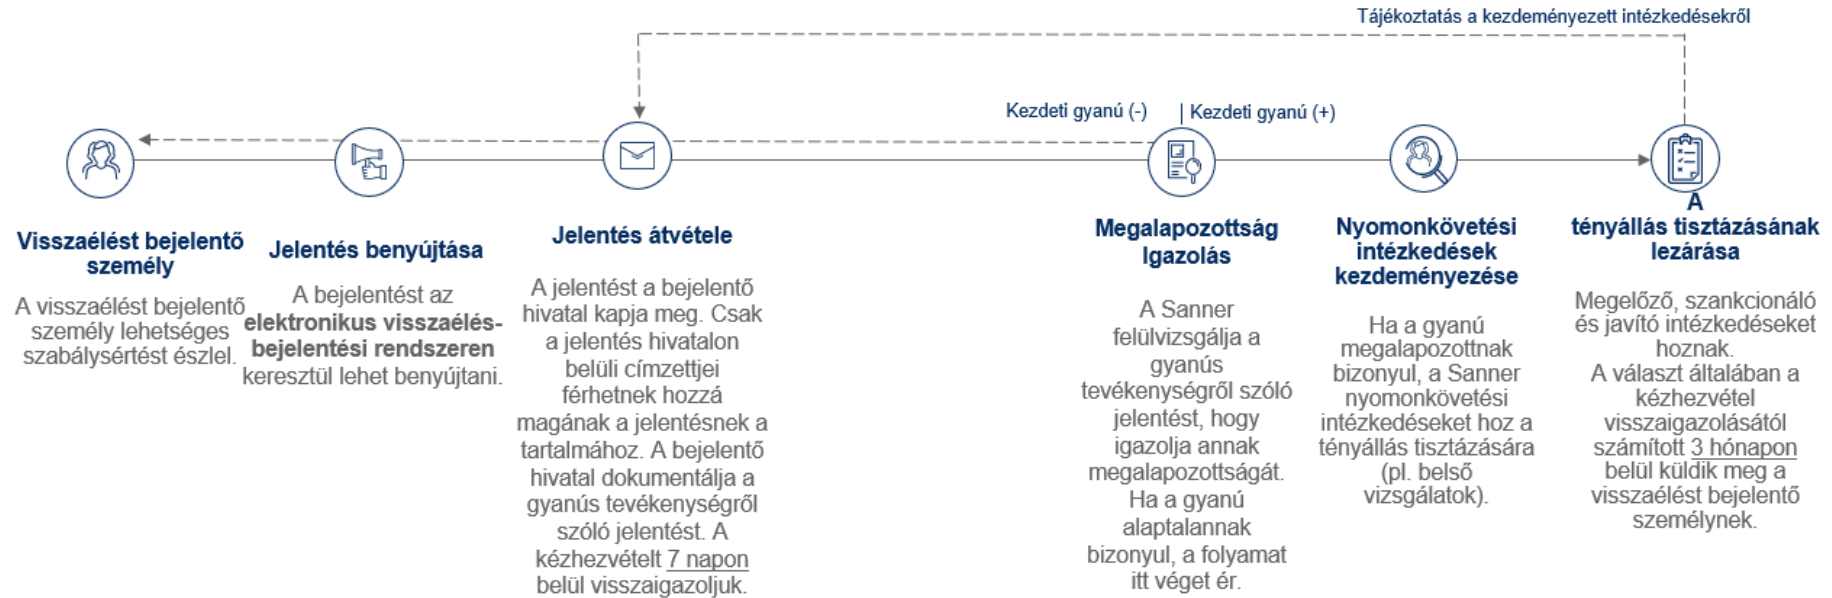 Tájékoztatás a kezdeményezett intézkedésekről
Kezdeti gyanú (-)
Kezdeti gyanú (+)
Visszaélést bejelentő
személy
A visszaélést bejelentő
személy lehetséges
szabálysértést észlel.
Jelentés benyújtása
A bejelentést az
elektronikus visszaélés-
bejelentési rendszeren
keresztül lehet benyújtani.
Jelentés átvétele
A jelentést a bejelentő
hivatal kapja meg. Csak
a jelentés hivatalon
belüli címzettjei
férhetnek hozzá
magának a jelentésnek a
tartalmához. A bejelentő
hivatal dokumentálja a
gyanús tevékenységről
szóló jelentést. A
kézhezvételt 7 napon
belül visszaigazoljuk.
Megalapozottság
Igazolás
A Sanner
felülvizsgálja a
gyanús
tevékenységről szóló
jelentést, hogy
igazolja annak
megalapozottságát.
Ha a gyanú
alaptalannak
bizonyul, a folyamat
itt véget ér.
Nyomonkövetési
intézkedések
kezdeményezése
Ha a gyanú
megalapozottnak
bizonyul, a Sanner
nyomonkövetési
intézkedéseket hoz a
tényállás tisztázására
(pl. belső
vizsgálatok).
A
tényállás tisztázásának
lezárása
Megelőző, szankcionáló
és javító intézkedéseket
hoznak.
A választ általában a
kézhezvétel
visszaigazolásától
számított 3 hónapon
belül küldik meg a
visszaélést bejelentő
személynek.